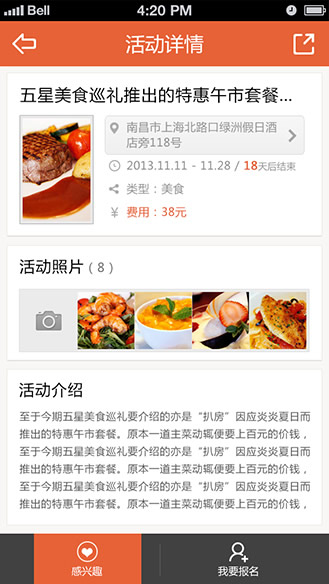 Bell
4:20 PM
活动详情
五星美食巡礼推出的特惠午市套餐...
南昌市上海北路口绿洲假日酒
店旁118号
2013.11.11 - 11.28 / 18天后结束
类型：美食
¥ 费用：38元
活动照片（8）
活动介绍
至于今期五星美食巡礼要介绍的亦是“扒房”因应炎炎夏日而
推出的特惠午市套餐。原本一道主菜动辄便要上百元的价钱，
至于今期五星美食巡礼要介绍的亦是“扒房”因应炎炎夏日而
推出的特惠午市套餐。原本一道主菜动辄便要上百元的价钱，
至于今期五星美食巡礼要介绍的亦是“扒房”因应炎炎夏日而
推出的特惠午市套餐。原本一道主菜动辄便要上百元的价钱，
感兴趣
我要报名